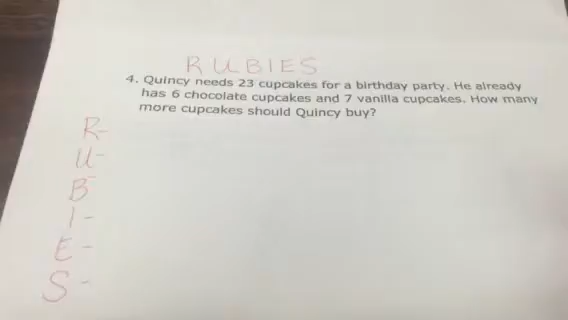 RUBIES
4. Quincy needs 23 cupcakes for a birthday party. He already
has 6 chocolate cupcakes and 7 vanilla cupcakes. How many
more cupcakes should Quincy buy?
R-
U-
B-
I-
E-
S-